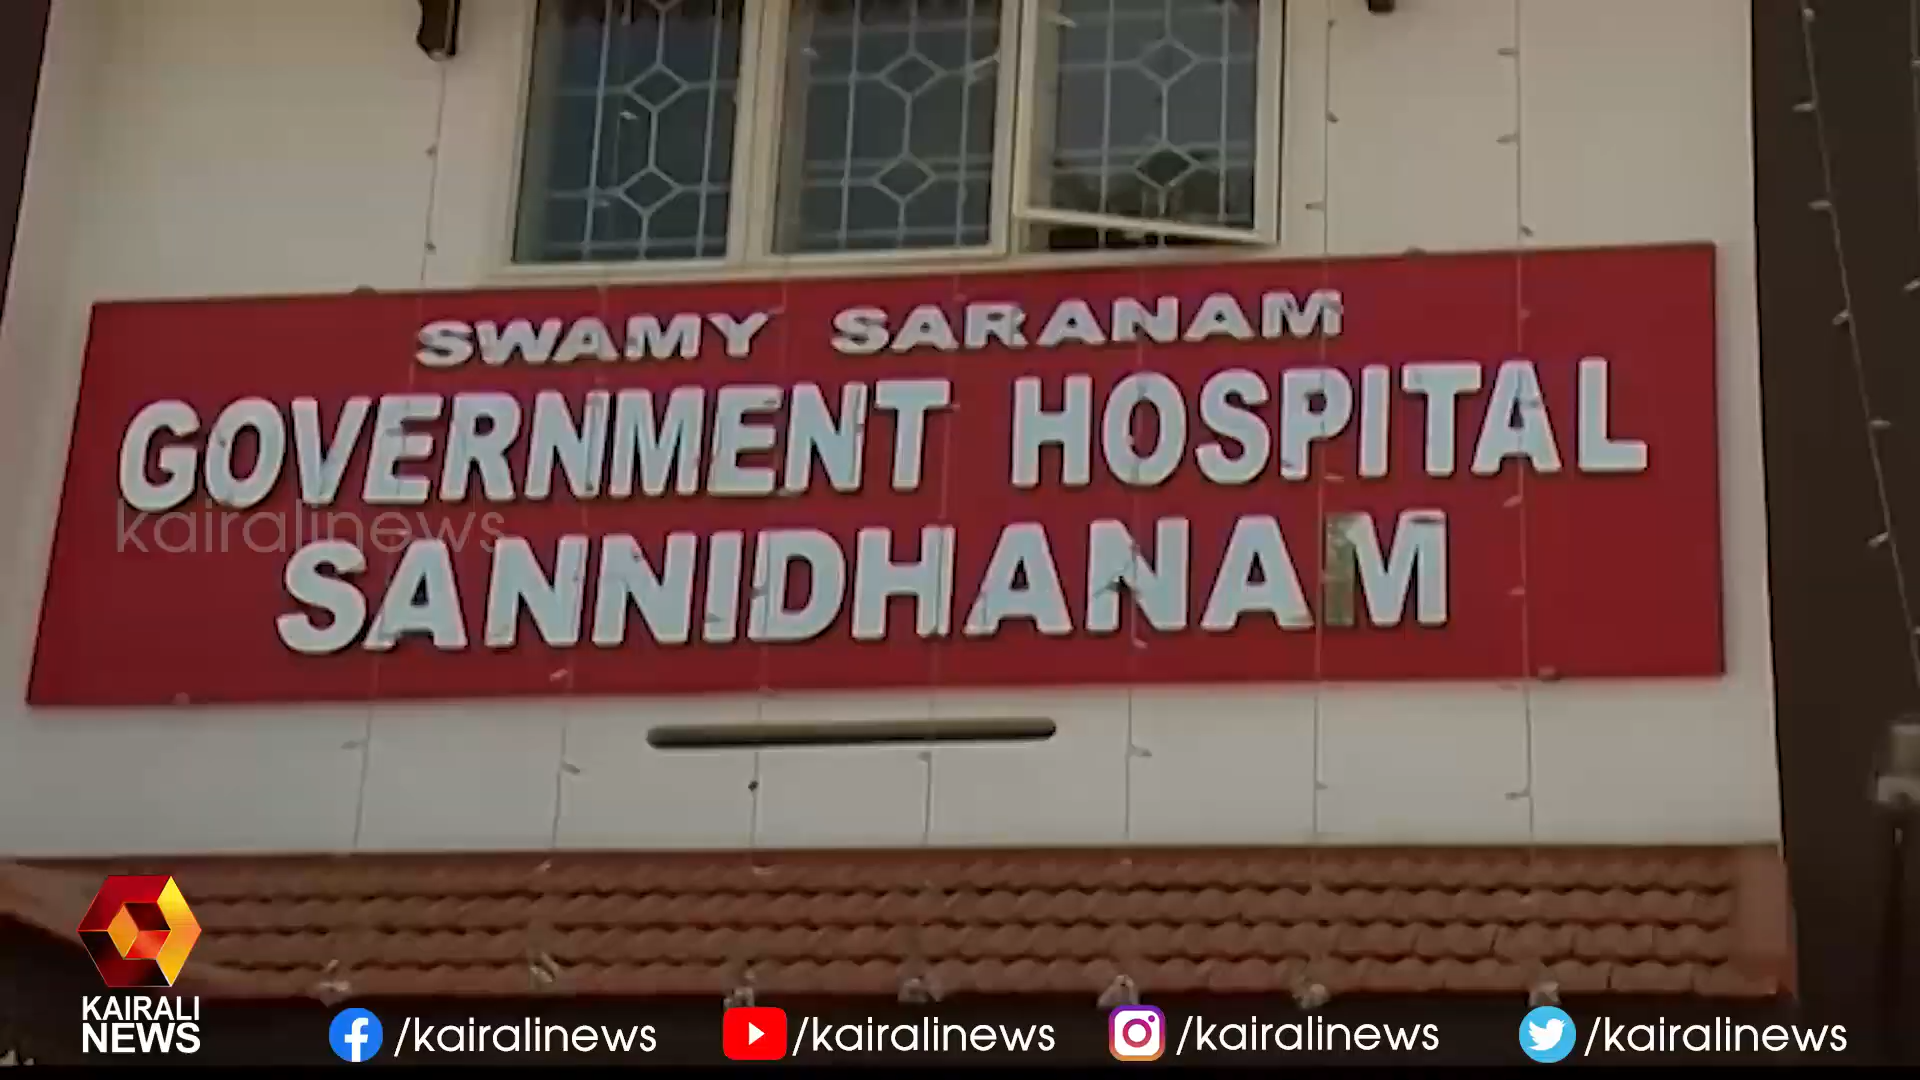 SWAMY SARANAM
GOVERNMENT HOSPITAL
SANNIDHANAM
kairalinews
KAIRALI
NEWS
/kairalinews
/kairalinews
/kairalinews
/kairalinews